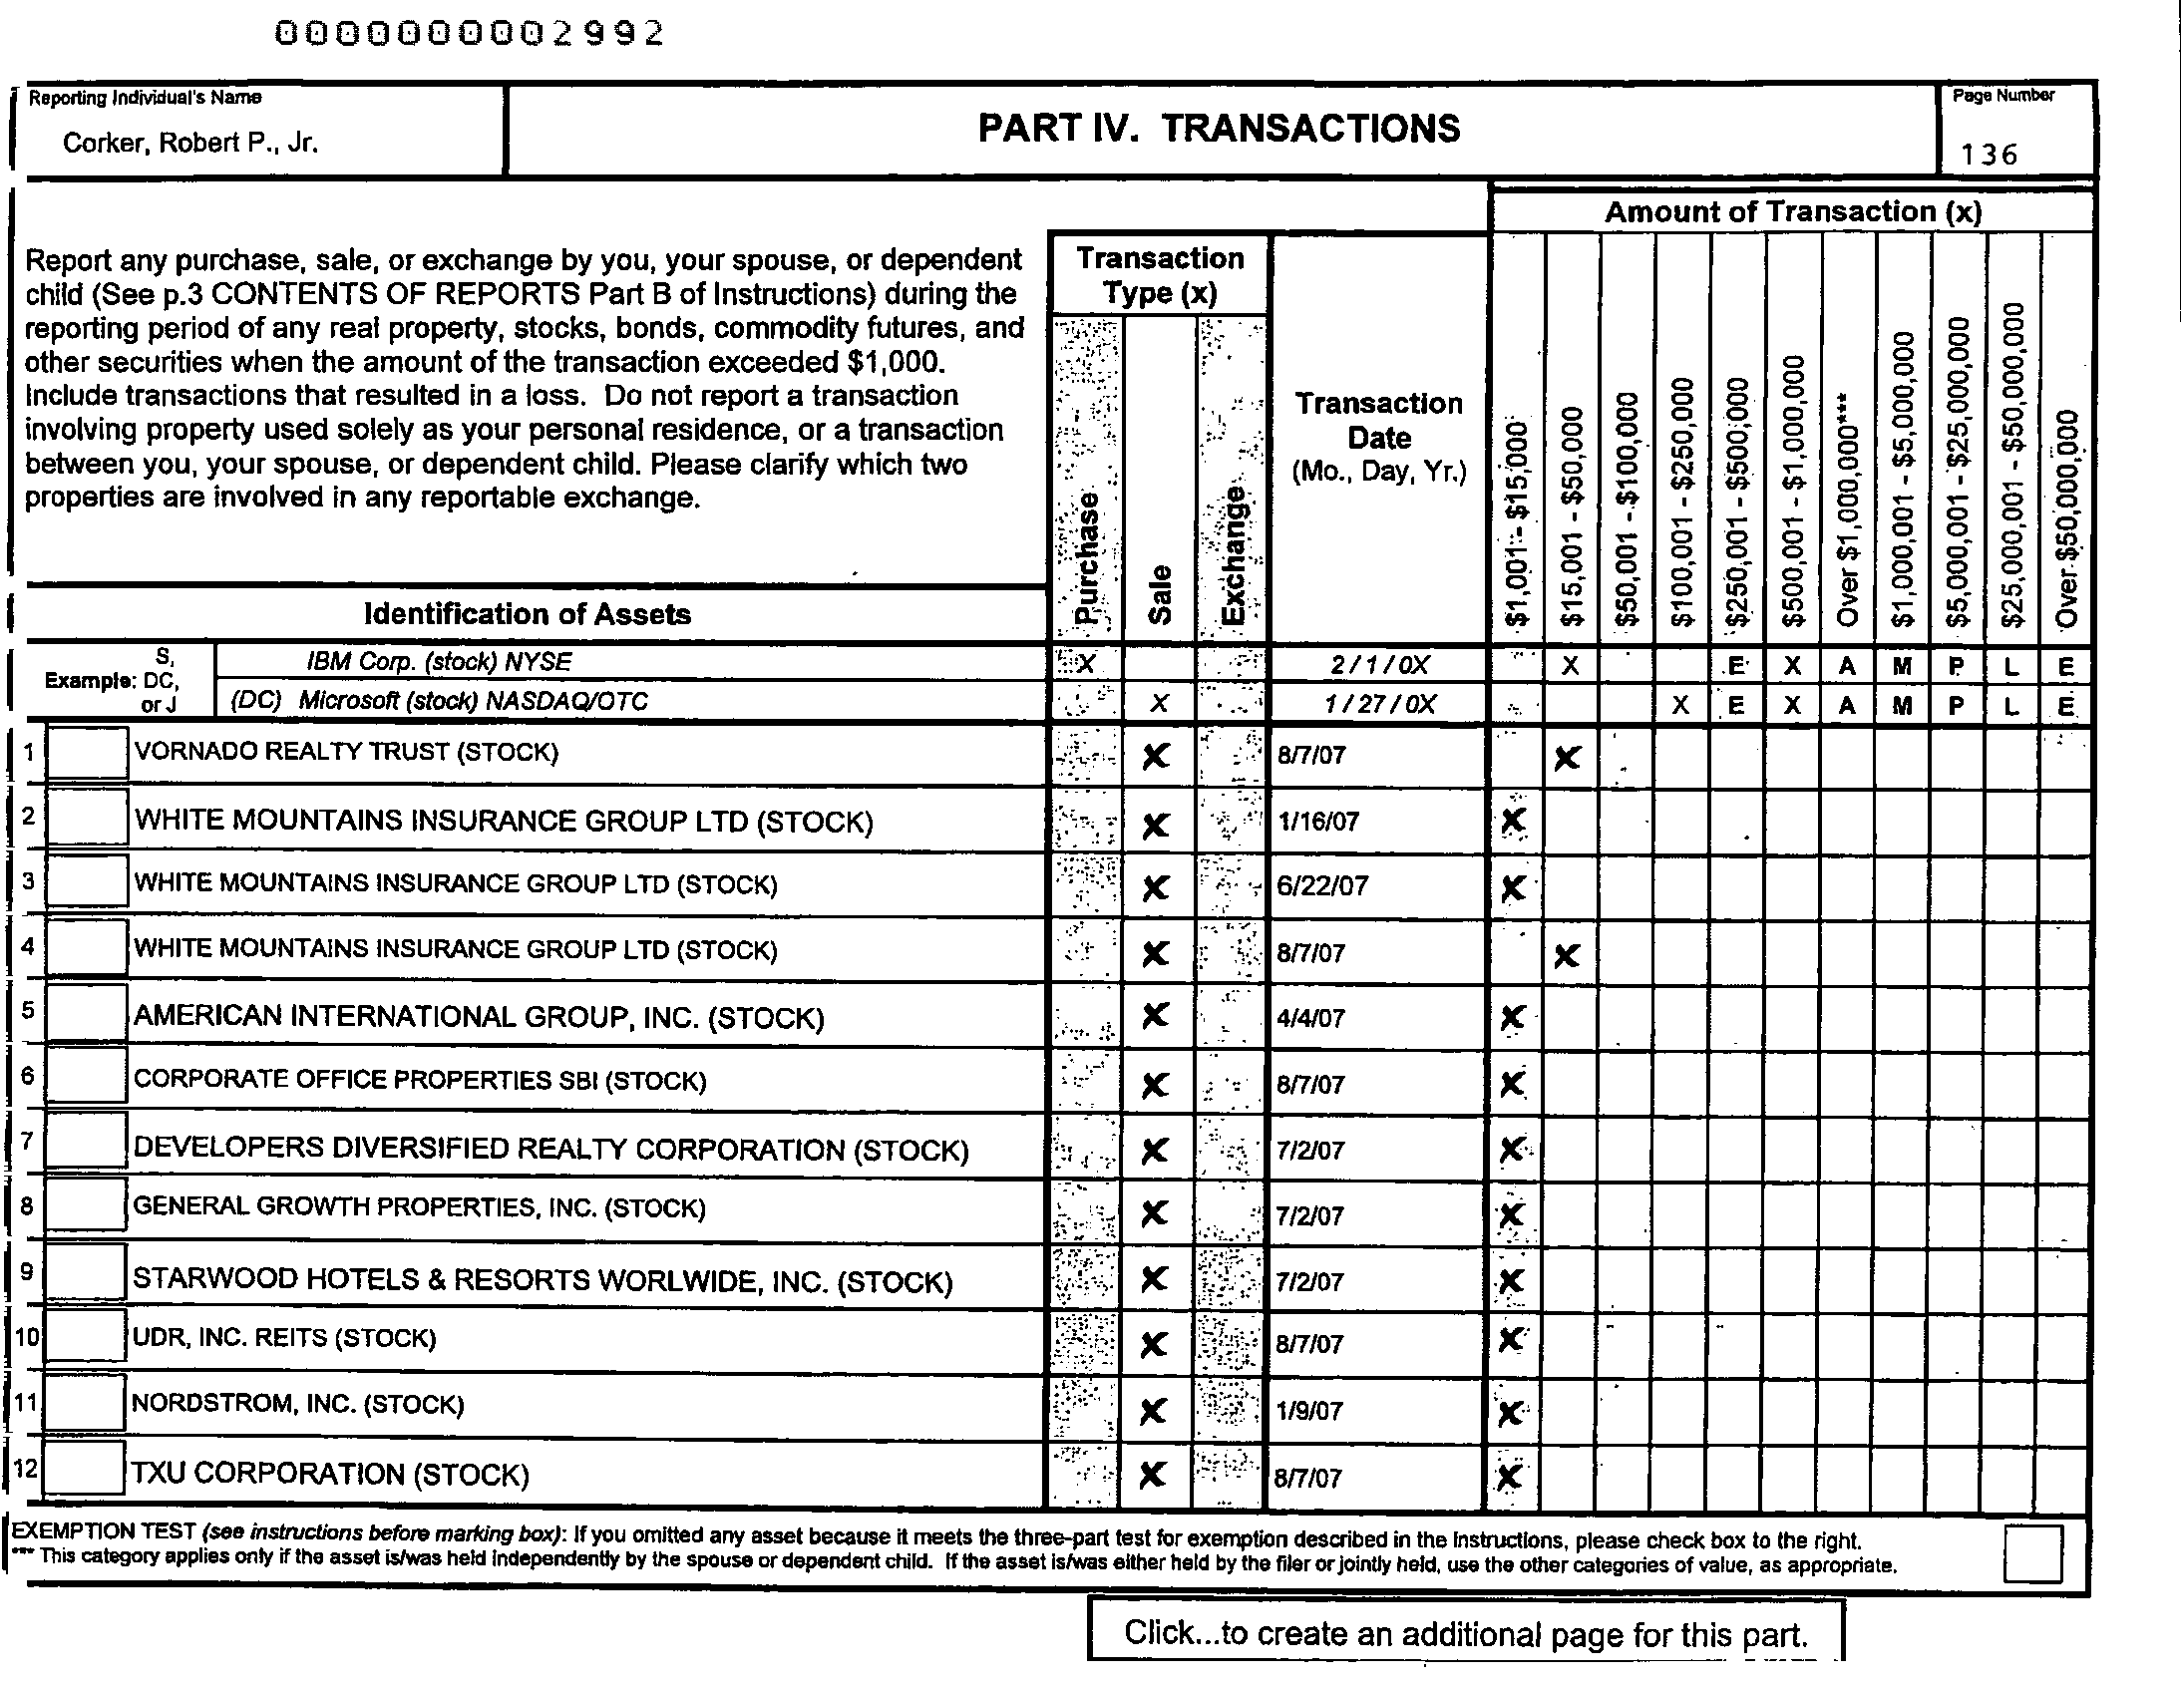 0000000002992
Reporting Individual's Name
Corker, Robert P., Jr.
PART IV. TRANSACTIONS
Page Number
136
Amount of Transaction (x)
Report any purchase, sale, or exchange by you, your spouse, or dependent
child (See p.3 CONTENTS OF REPORTS Part B of Instructions) during the
reporting period of any real property, stocks, bonds, commodity futures, and
other securities when the amount of the transaction exceeded $1,000.
Include transactions that resulted in a loss. Do not report a transaction
involving property used solely as your personal residence, or a transaction
between you, your spouse, or dependent child. Please clarify which two
properties are involved in any reportable exchange.
Transaction
Type (x)
Purchase
Sale
Exchange
Transaction
Date
(Mo., Day, Yr.)
$1,001 - $15,000
$15,001 - $50,000
$50,001 - $100,000
$100,001 - $250,000
$250,001 - $500,000
$500,001 - $1,000,000
Over $1,000,000***
$1,000,001 - $5,000,000
$5,000,001 - $25,000,000
$25,000,001 - $50,000,000
Over $50,000,000
Identification of Assets
Example: S, DC, or J
IBM Corp. (stock) NYSE X 2/1/0X X E X A M P L E
(DC) Microsoft (stock) NASDAQ/OTC X 1/27/0X X E X A M P L E
1 VORNADO REALTY TRUST (STOCK) X 8/7/07 X
2 WHITE MOUNTAINS INSURANCE GROUP LTD (STOCK) X 1/16/07 X
3 WHITE MOUNTAINS INSURANCE GROUP LTD (STOCK) X 6/22/07 X
4 WHITE MOUNTAINS INSURANCE GROUP LTD (STOCK) X 8/7/07 X
5 AMERICAN INTERNATIONAL GROUP, INC. (STOCK) X 4/4/07 X
6 CORPORATE OFFICE PROPERTIES SBI (STOCK) X 8/7/07 X
7 DEVELOPERS DIVERSIFIED REALTY CORPORATION (STOCK) X 7/2/07 X
8 GENERAL GROWTH PROPERTIES, INC. (STOCK) X 7/2/07 X
9 STARWOOD HOTELS & RESORTS WORLWIDE, INC. (STOCK) X 7/2/07 X
10 UDR, INC. REITS (STOCK) X 8/7/07 X
11 NORDSTROM, INC. (STOCK) X 1/9/07 X
12 TXU CORPORATION (STOCK) X 8/7/07 X
EXEMPTION TEST (see instructions before marking box): If you omitted any asset because it meets the three-part test for exemption described in the Instructions, please check box to the right.
*** This category applies only if the asset is/was held independently by the spouse or dependent child. If the asset is/was either held by the filer or jointly held, use the other categories of value, as appropriate.
Click...to create an additional page for this part.